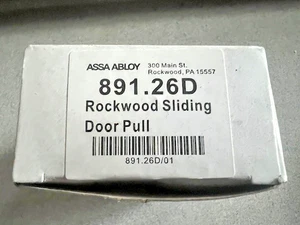 ASSA ABLOY
300 Main St.
Rockwood, PA 15557
891.26D
Rockwood Sliding
Door Pull
891.26D/01